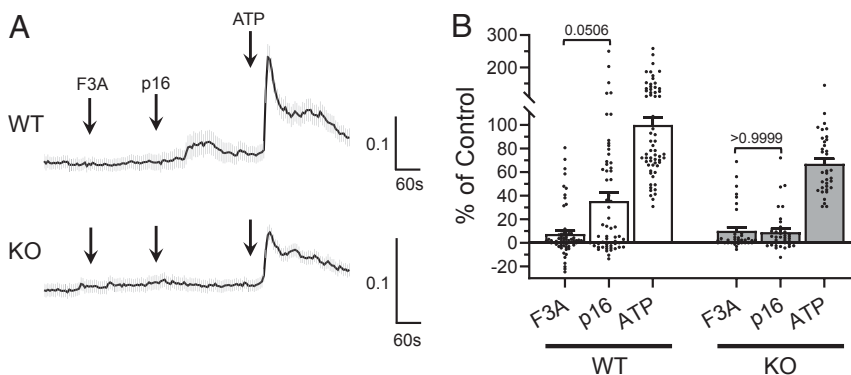 A
ATP
F3A
p16
WT
0.1
60s
KO
0.1
60s
B
0.0506
>0.9999
% of Control
300
200
100
80
60
40
20
0
-20
F3A
p16
ATP
F3A
p16
ATP
WT
KO